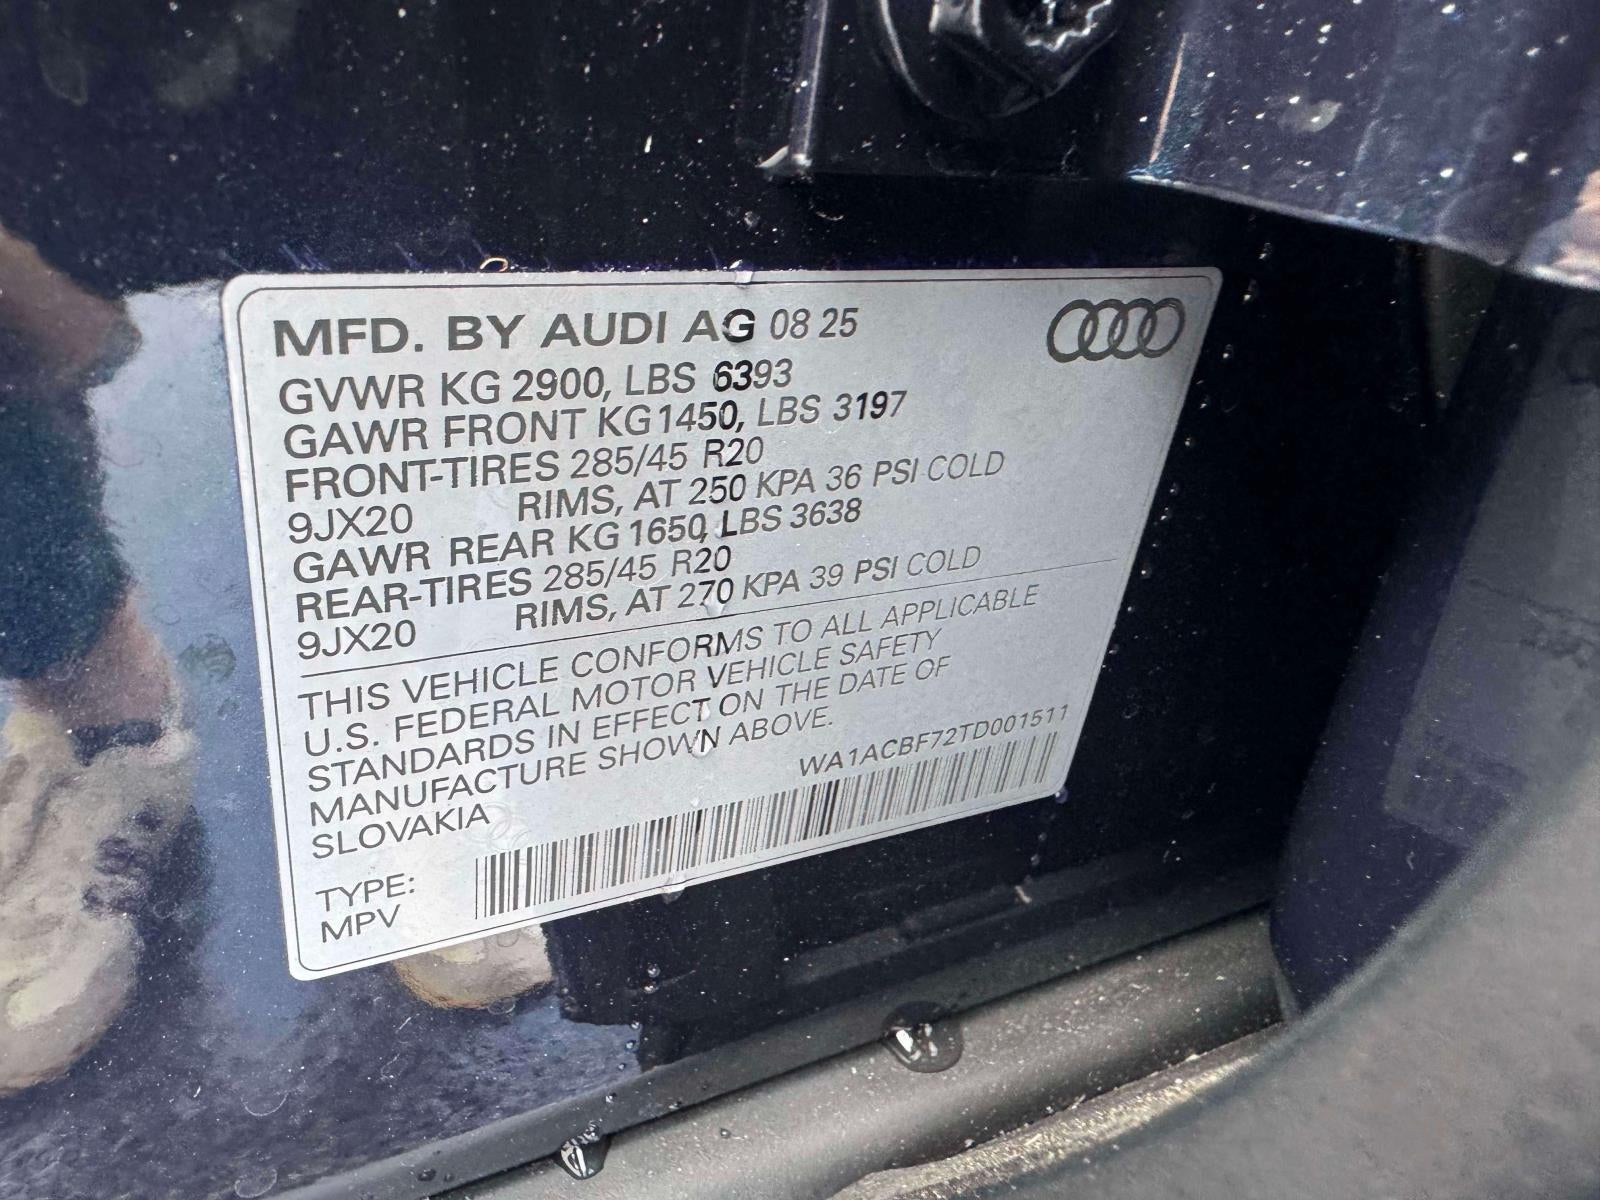 MFD. BY AUDI AG 08 25
GVWR KG 2900, LBS 6393
GAWR FRONT KG 1450, LBS 3197
FRONT-TIRES 285/45 R20
9JX20 RIMS, AT 250 KPA 36 PSI COLD
GAWR REAR KG 1650, LBS 3638
REAR-TIRES 285/45 R20
9JX20 RIMS, AT 270 KPA 39 PSI COLD
THIS VEHICLE CONFORMS TO ALL APPLICABLE
U.S. FEDERAL MOTOR VEHICLE SAFETY
STANDARDS IN EFFECT ON THE DATE OF
MANUFACTURE SHOWN ABOVE.
SLOVAKIA
WA1ACBF72TD001511
TYPE:
MPV